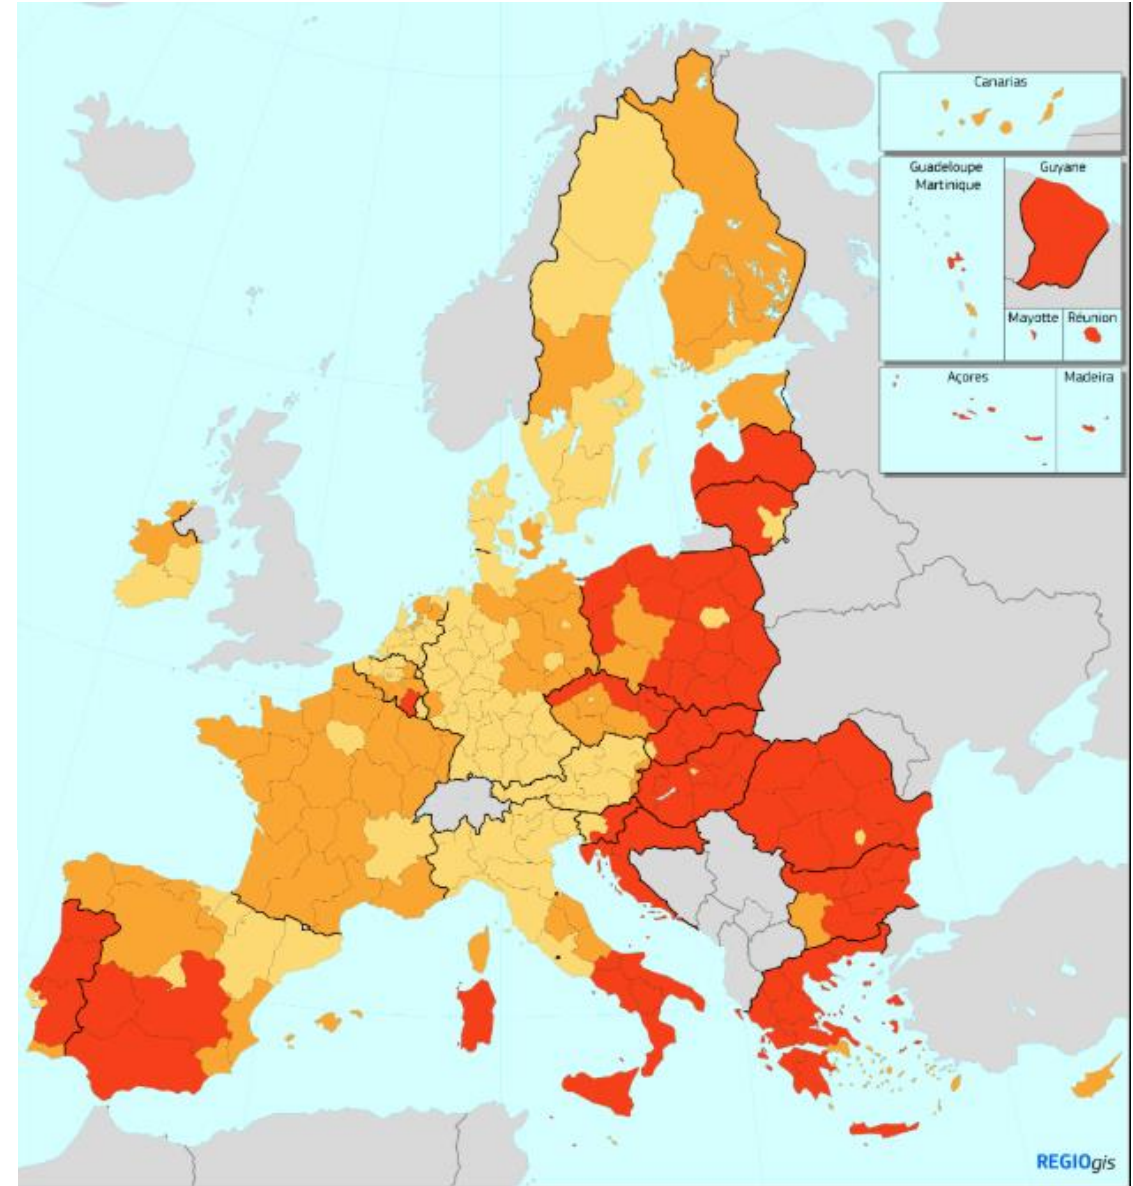 Canarias
Guadeloupe
Martinique
Guyane
Mayotte
Réunion
Açores
Madeira
REGIOgis